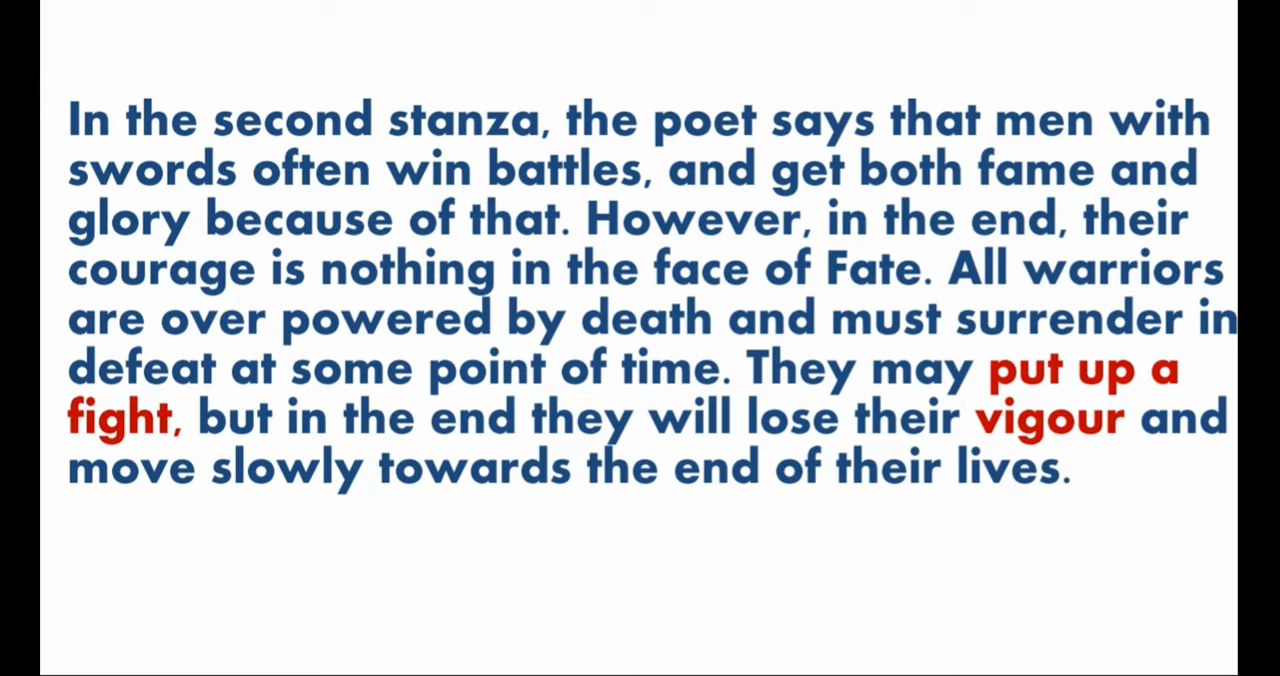 In the second stanza, the poet says that men with
swords often win battles, and get both fame and
glory because of that. However, in the end, their
courage is nothing in the face of Fate. All warriors
are over powered by death and must surrender in
defeat at some point of time. They may put up a
fight, but in the end they will lose their vigour and
move slowly towards the end of their lives.